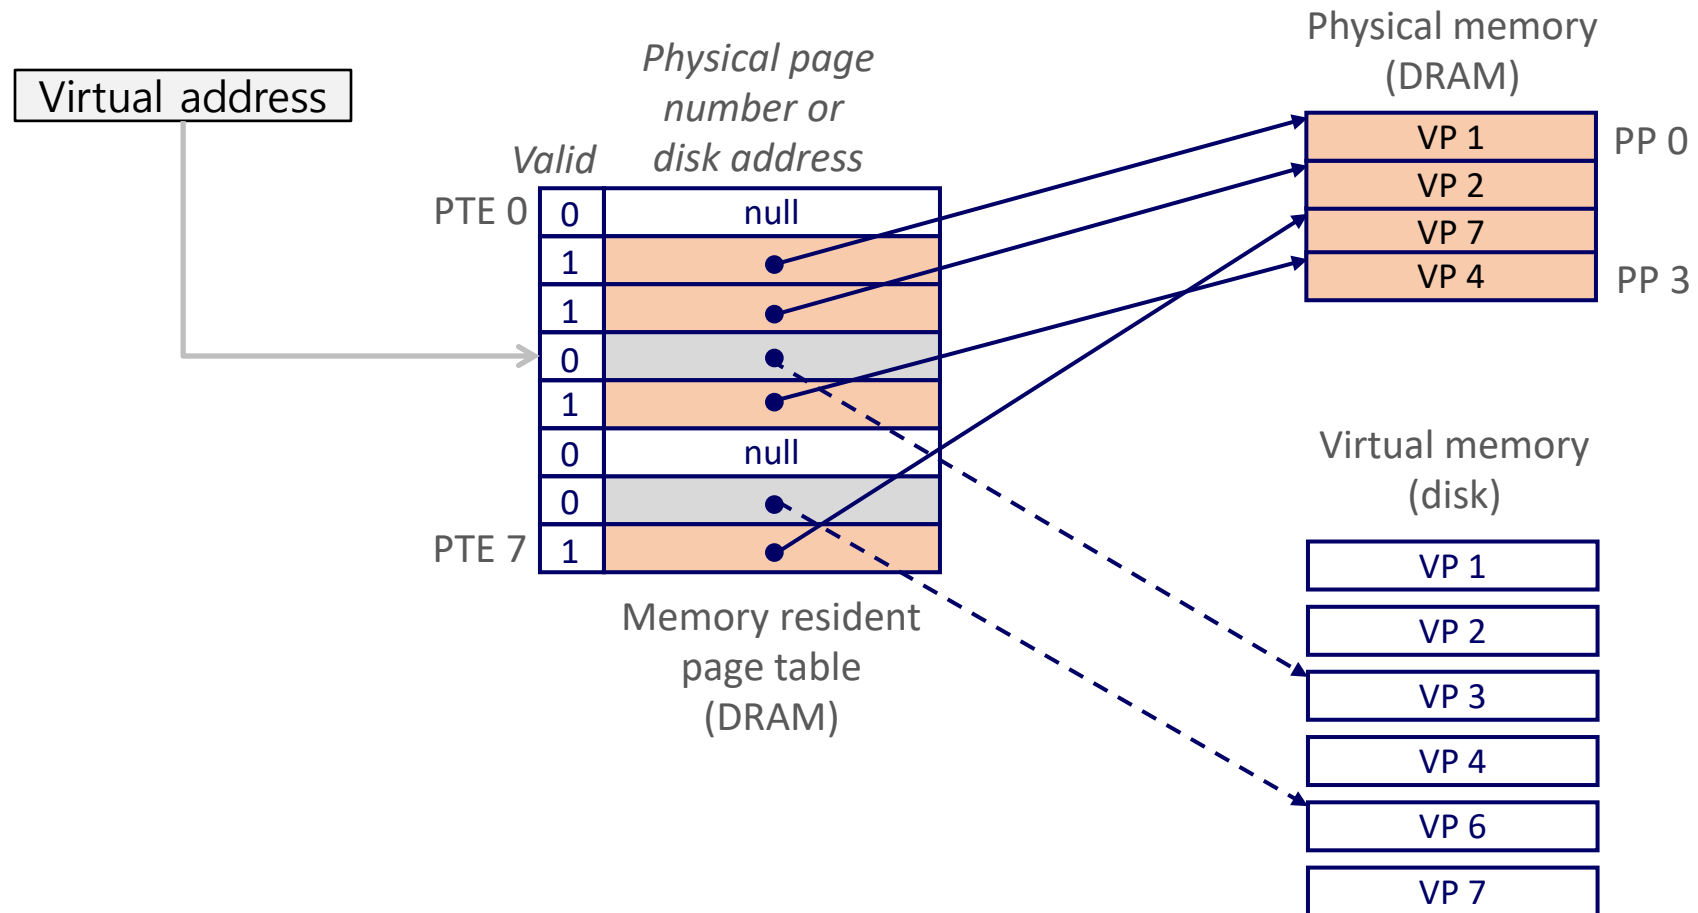 Virtual address
Physical page
number or
disk address
Valid
PTE 0
0
null
1
1
0
1
0
null
0
PTE 7
1
Memory resident
page table
(DRAM)
Physical memory
(DRAM)
VP 1
PP 0
VP 2
VP 7
VP 4
PP 3
Virtual memory
(disk)
VP 1
VP 2
VP 3
VP 4
VP 6
VP 7